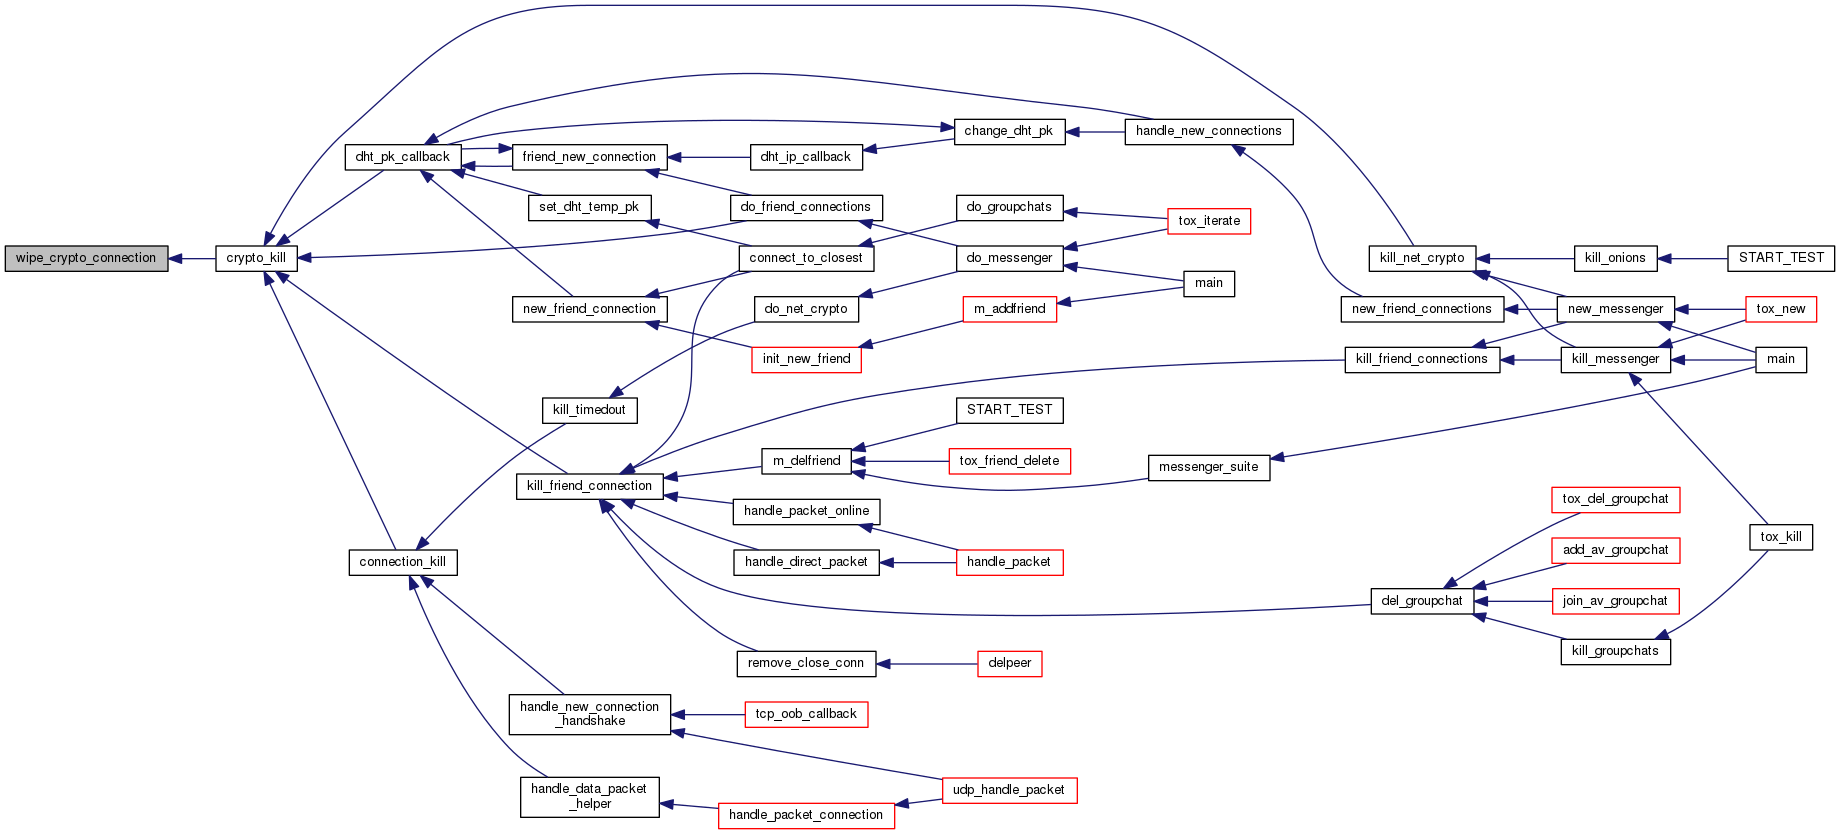 wipe_crypto_connection
crypto_kill
dht_pk_callback
connection_kill
friend_new_connection
set_dht_temp_pk
new_friend_connection
kill_timedout
kill_friend_connection
handle_new_connection
_handshake
handle_data_packet
_helper
dht_ip_callback
do_friend_connections
connect_to_closest
do_net_crypto
init_new_friend
m_delfriend
handle_packet_online
handle_direct_packet
remove_close_conn
tcp_oob_callback
handle_packet_connection
change_dht_pk
do_groupchats
do_messenger
m_addfriend
START_TEST
tox_friend_delete
handle_packet
delpeer
udp_handle_packet
handle_new_connections
tox_iterate
main
messenger_suite
kill_net_crypto
new_friend_connections
kill_friend_connections
del_groupchat
kill_onions
new_messenger
kill_messenger
tox_del_groupchat
add_av_groupchat
join_av_groupchat
kill_groupchats
START_TEST
tox_new
main
tox_kill